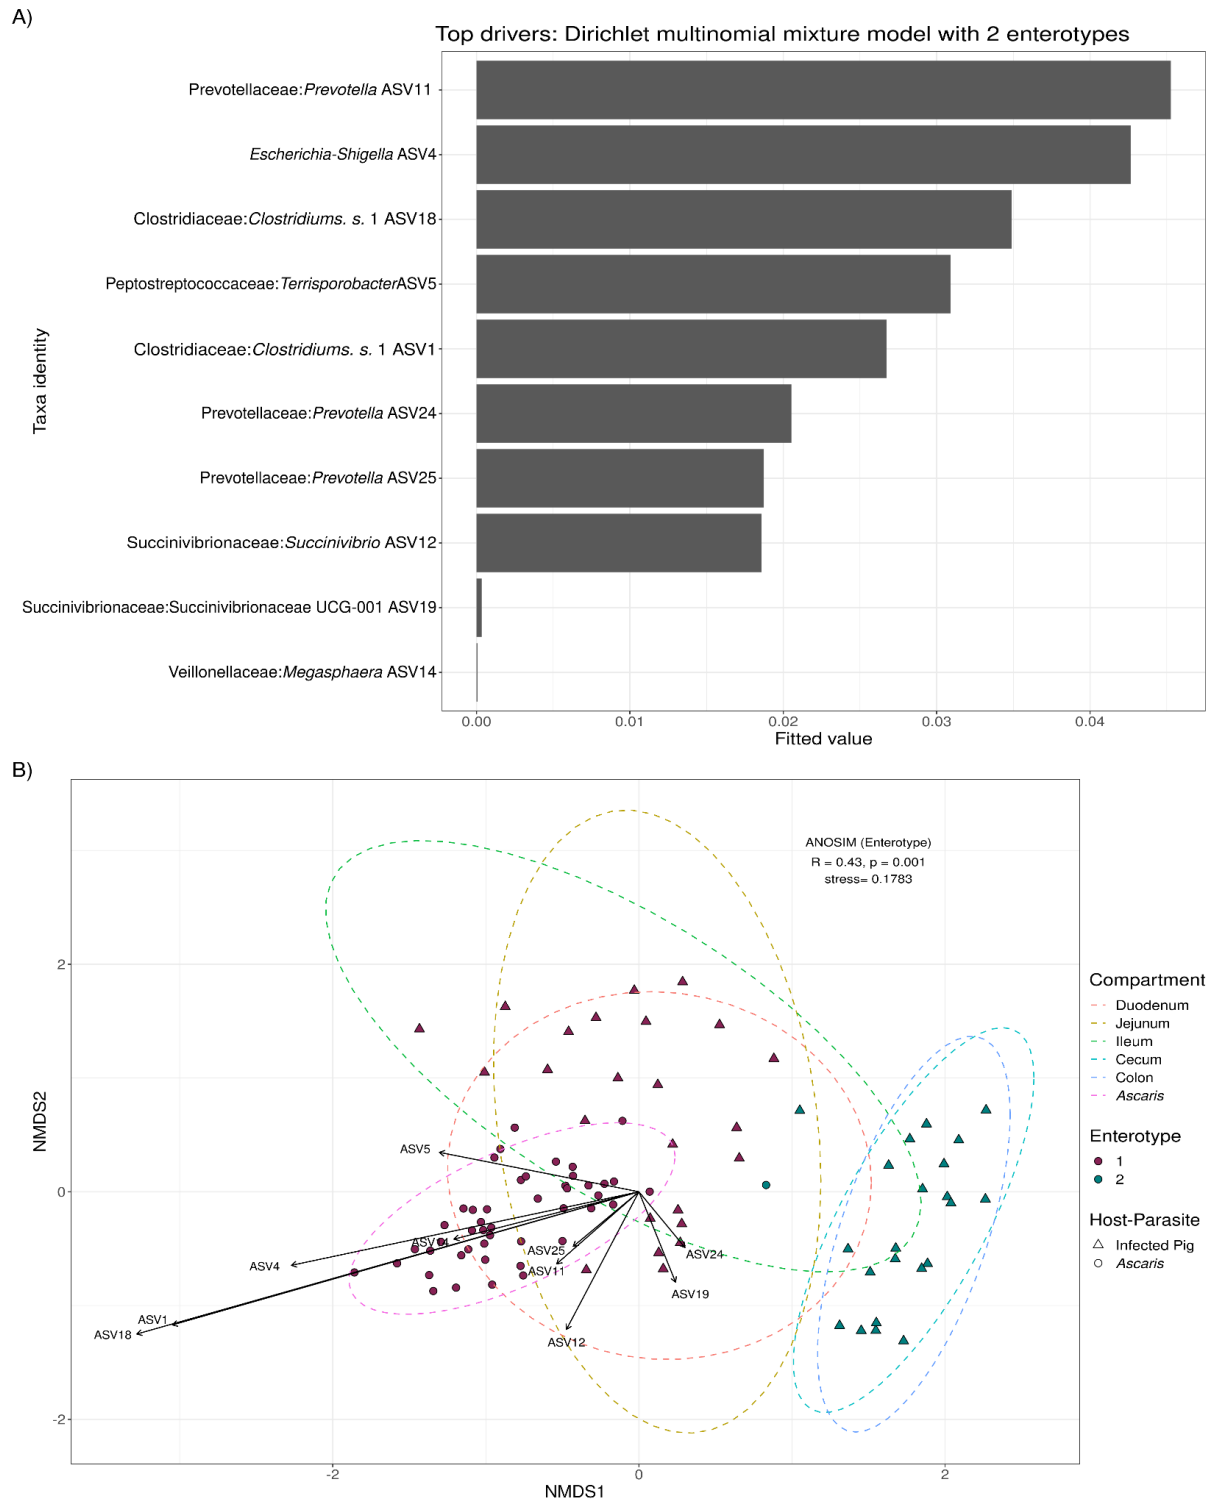 A)
Top drivers: Dirichlet multinomial mixture model with 2 enterotypes
Taxa identity
Prevotellaceae:Prevotella ASV11
Escherichia-Shigella ASV4
Clostridiaceae:Clostridiums. s. 1 ASV18
Peptostreptococcaceae:TerrisporobacterASV5
Clostridiaceae:Clostridiums. s. 1 ASV1
Prevotellaceae:Prevotella ASV24
Prevotellaceae:Prevotella ASV25
Succinivibrionaceae:Succinivibrio ASV12
Succinivibrionaceae:Succinivibrionaceae UCG-001 ASV19
Veillonellaceae:Megasphaera ASV14
0.00 0.01 0.02 0.03 0.04
Fitted value
B)
ANOSIM (Enterotype)
R = 0.43, p = 0.001
stress= 0.1783
NMDS2
2
0
-2
ASV5
ASV14
ASV4
ASV1
ASV18
ASV25
ASV11
ASV12
ASV24
ASV19
-2 0 2
NMDS1
Compartment
Duodenum
Jejunum
Ileum
Cecum
Colon
Ascaris
Enterotype
1
2
Host-Parasite
Infected Pig
Ascaris